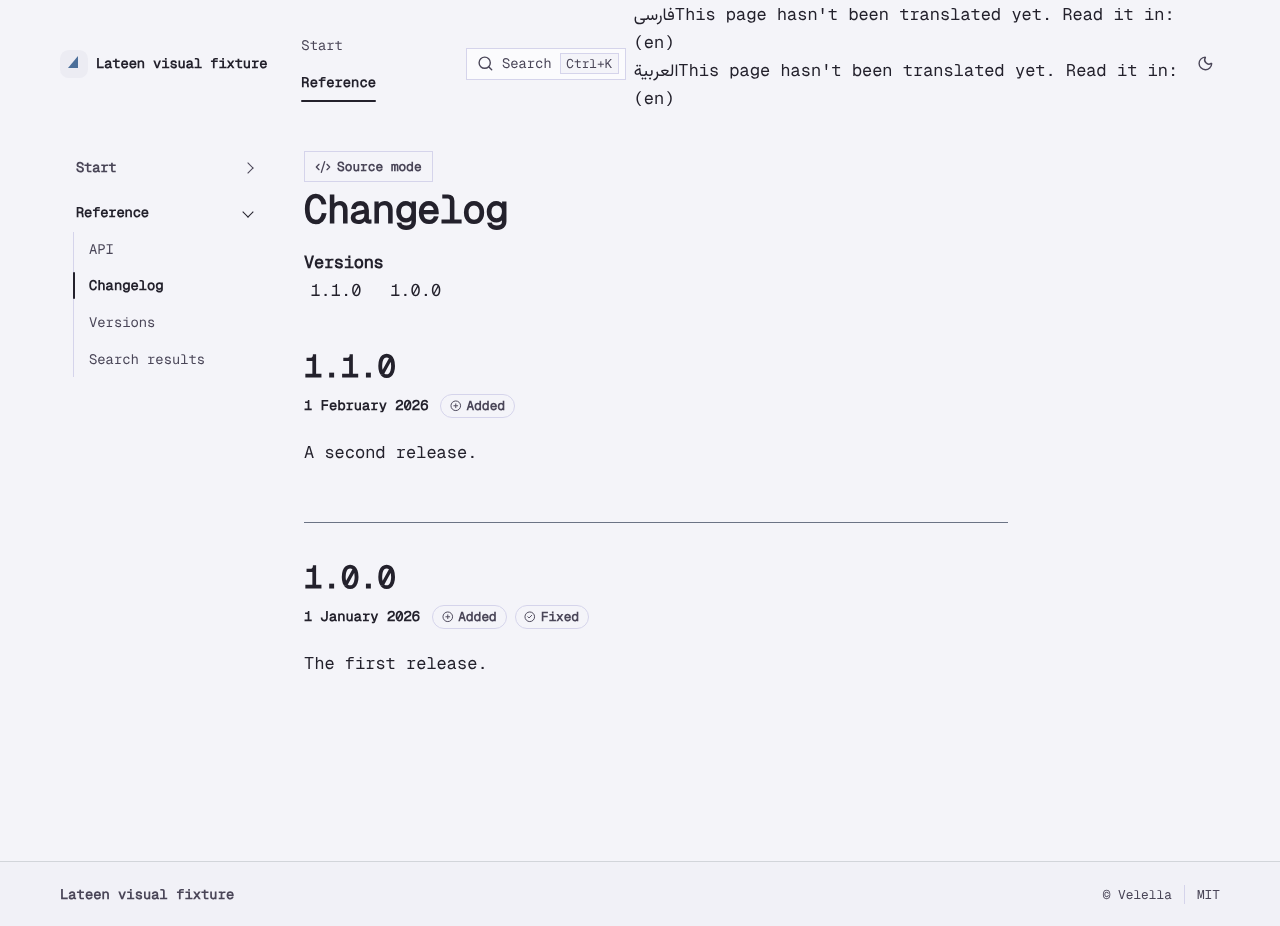 Lateen visual fixture
Start
Reference
Search Ctrl+K
فارسیThis page hasn't been translated yet. Read it in:
(en)
العربيةThis page hasn't been translated yet. Read it in:
(en)
Start
Reference
API
Changelog
Versions
Search results
Source mode
Changelog
Versions
1.1.0 1.0.0
1.1.0
1 February 2026 Added
A second release.
1.0.0
1 January 2026 Added Fixed
The first release.
Lateen visual fixture
© Velella MIT